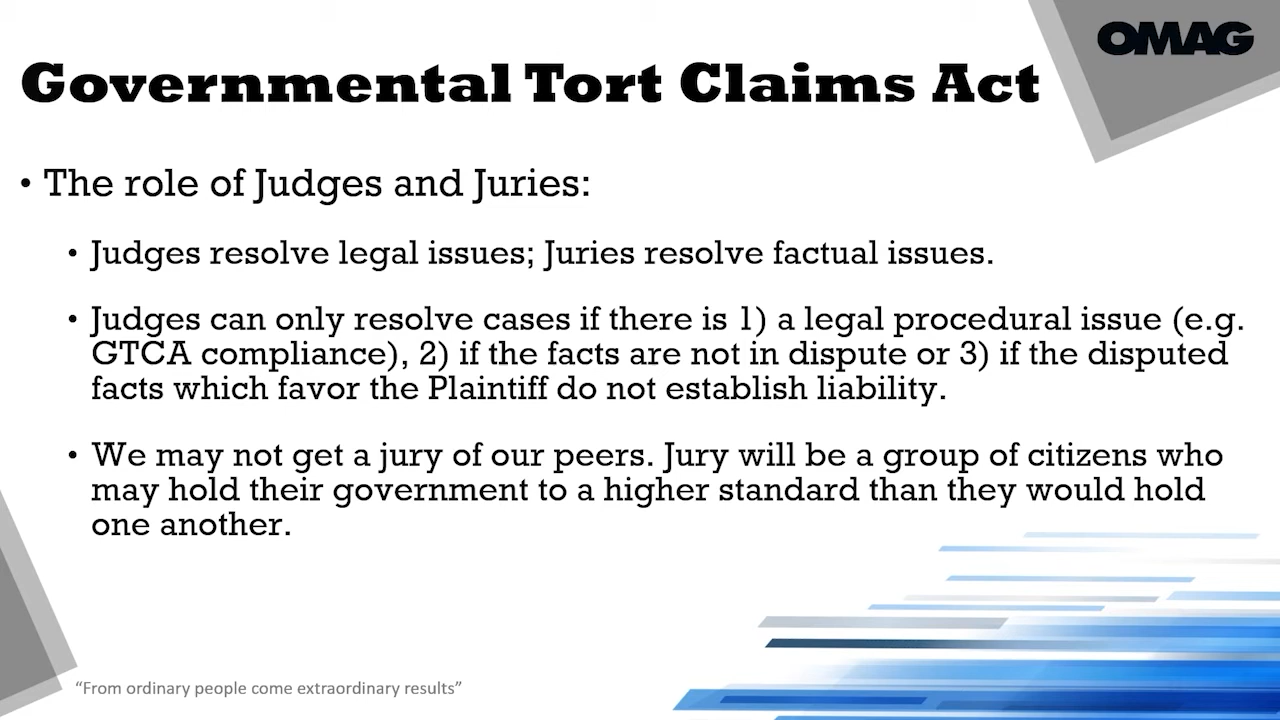 OMAG
Governmental Tort Claims Act
• The role of Judges and Juries:
• Judges resolve legal issues; Juries resolve factual issues.
• Judges can only resolve cases if there is 1) a legal procedural issue (e.g.
GTCA compliance), 2) if the facts are not in dispute or 3) if the disputed
facts which favor the Plaintiff do not establish liability.
• We may not get a jury of our peers. Jury will be a group of citizens who
may hold their government to a higher standard than they would hold
one another.
“From ordinary people come extraordinary results”